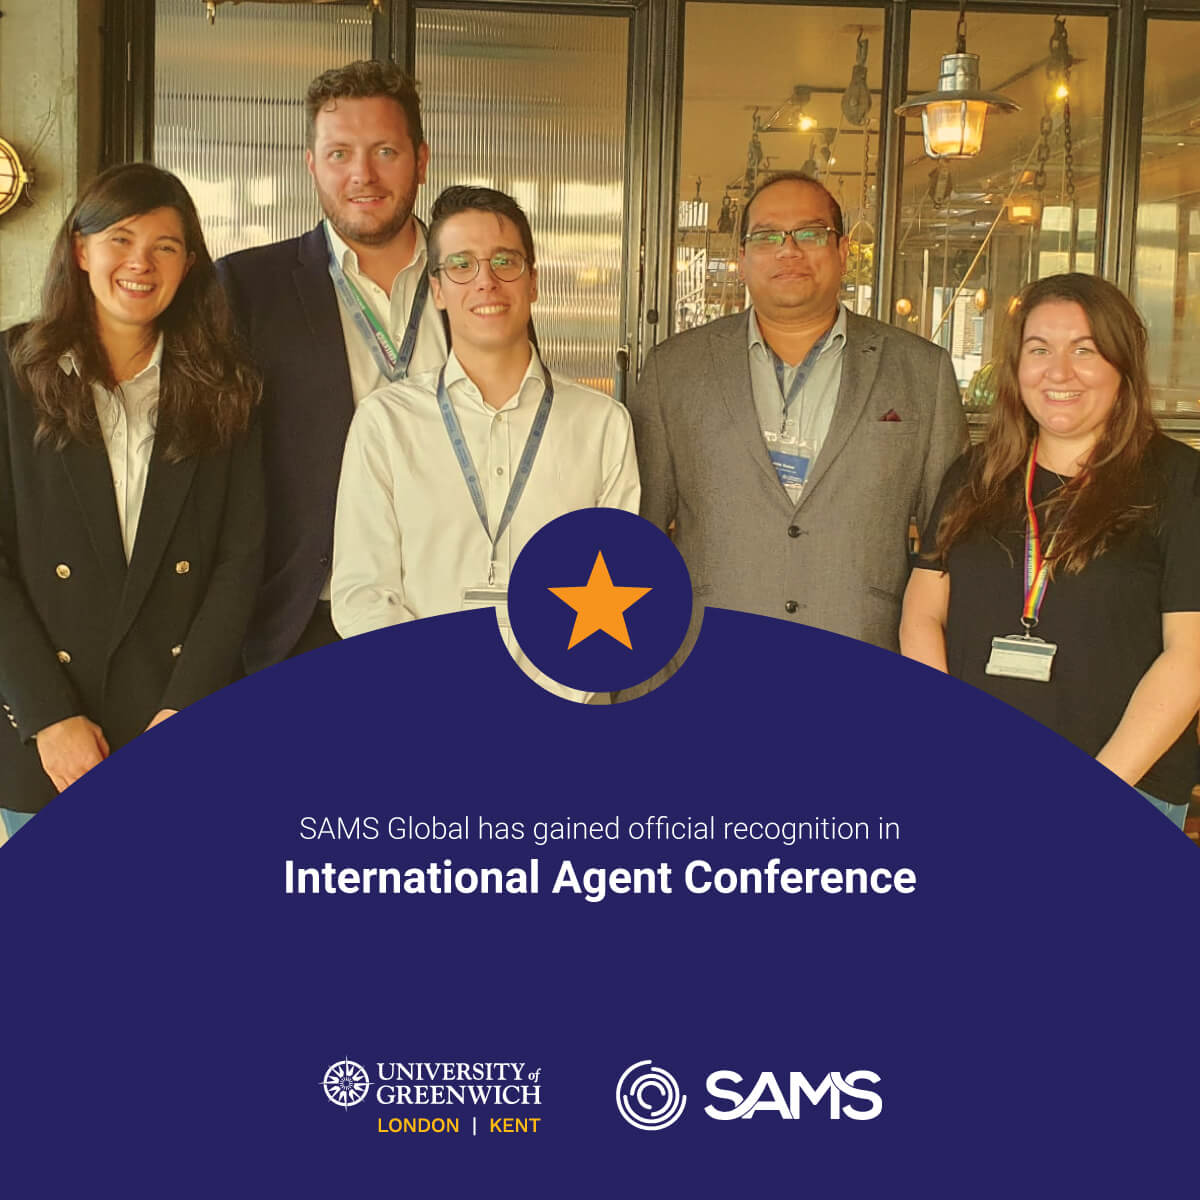 SAMS Global has gained official recognition in
International Agent Conference
UNIVERSITY of
GREENWICH
LONDON | KENT
SAMS